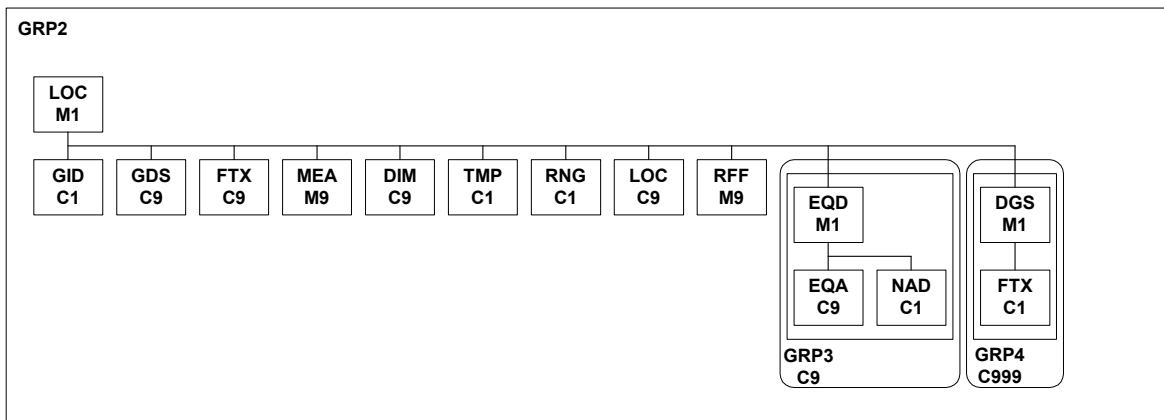 GRP2
LOC
M1
GID
C1
GDS
C9
FTX
C9
MEA
M9
DIM
C9
TMP
C1
RNG
C1
LOC
C9
RFF
M9
EQD
M1
EQA
C9
NAD
C1
GRP3
C9
DGS
M1
FTX
C1
GRP4
C999